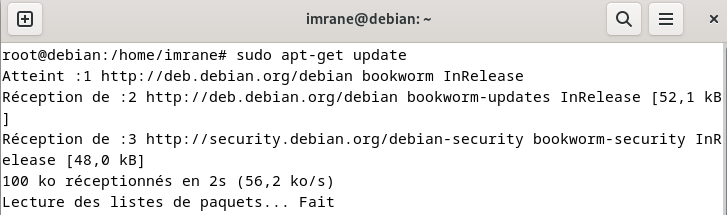 imrane@debian: ~
root@debian:/home/imrane# sudo apt-get update
Atteint :1 http://deb.debian.org/debian bookworm InRelease
Réception de :2 http://deb.debian.org/debian bookworm-updates InRelease [52,1 kB
]
Réception de :3 http://security.debian.org/debian-security bookworm-security InR
elease [48,0 kB]
100 ko réceptionnés en 2s (56,2 ko/s)
Lecture des listes de paquets... Fait